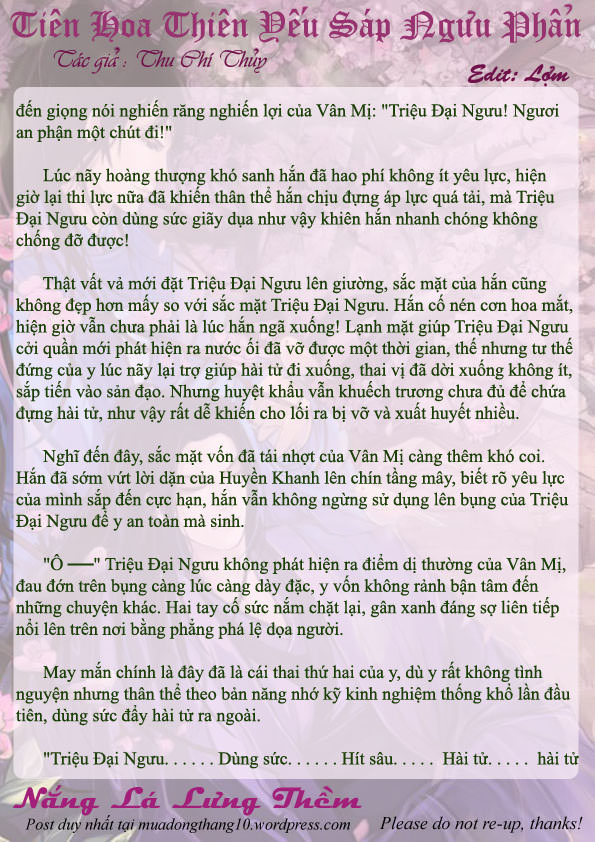 Tiên Hoa Thiên Yếu Sáp Ngưu Phẩn
Tác giả : Thu Chí Thủy
Edit: Lợm
đến giọng nói nghiến răng nghiến lợi của Vân Mị: "Triệu Đại Ngưu! Ngươi
an phận một chút đi!"
Lúc nãy hoàng thượng khó sanh hắn đã hao phí không ít yêu lực, hiện
giờ lại thi lực nữa đã khiến thân thể hắn chịu đựng áp lực quá tải, mà Triệu
Đại Ngưu còn dùng sức giãy dụa như vậy khiên hắn nhanh chóng không
chống đỡ được!
Thật vất vả mới đặt Triệu Đại Ngưu lên giường, sắc mặt của hắn cũng
không đẹp hơn mấy so với sắc mặt Triệu Đại Ngưu. Hắn cố nén cơn hoa mắt,
hiện giờ vẫn chưa phải là lúc hắn ngã xuống! Lạnh mặt giúp Triệu Đại Ngưu
cởi quần mới phát hiện ra nước ối đã vỡ được một thời gian, thế nhưng tư thế
đứng của y lúc nãy lại trợ giúp hài tử đi xuống, thai vị đã dời xuống không ít,
sắp tiến vào sản đạo. Nhưng huyệt khẩu vẫn khuếch trương chưa đủ để chứa
đựng hài tử, như vậy rất dễ khiến cho lối ra bị vỡ và xuất huyết nhiều.
Nghĩ đến đây, sắc mặt vốn đã tái nhợt của Vân Mị càng thêm khó coi.
Hắn đã sớm vứt lời dặn của Huyền Khanh lên chín tầng mây, biết rõ yêu lực
của mình sắp đến cực hạn, hắn vẫn không ngừng sử dụng lên bụng của Triệu
Đại Ngưu để y an toàn mà sinh.
"Ô ——" Triệu Đại Ngưu không phát hiện ra điểm dị thường của Vân Mị,
đau đớn trên bụng càng lúc càng dày đặc, y vốn không rảnh bận tâm đến
những chuyện khác. Hai tay cố sức nắm chặt lại, gân xanh đáng sợ liên tiếp
nổi lên trên nơi bằng phẳng phá lệ dọa người.
May mắn chính là đây đã là cái thai thứ hai của y, dù y rất không tình
nguyện nhưng thân thể theo bản năng nhớ kỹ kinh nghiệm thống khổ lần đầu
tiên, dùng sức đẩy hài tử ra ngoài.
"Triệu Đại Ngưu. . . . . . Dùng sức. . . . . . Hít sâu. . . . . Hài tử. . . . . hài tử
Nắng Lá Lưng Thềm
Post duy nhất tại muadongthang10.wordpress.com
Please do not re-up, thanks!